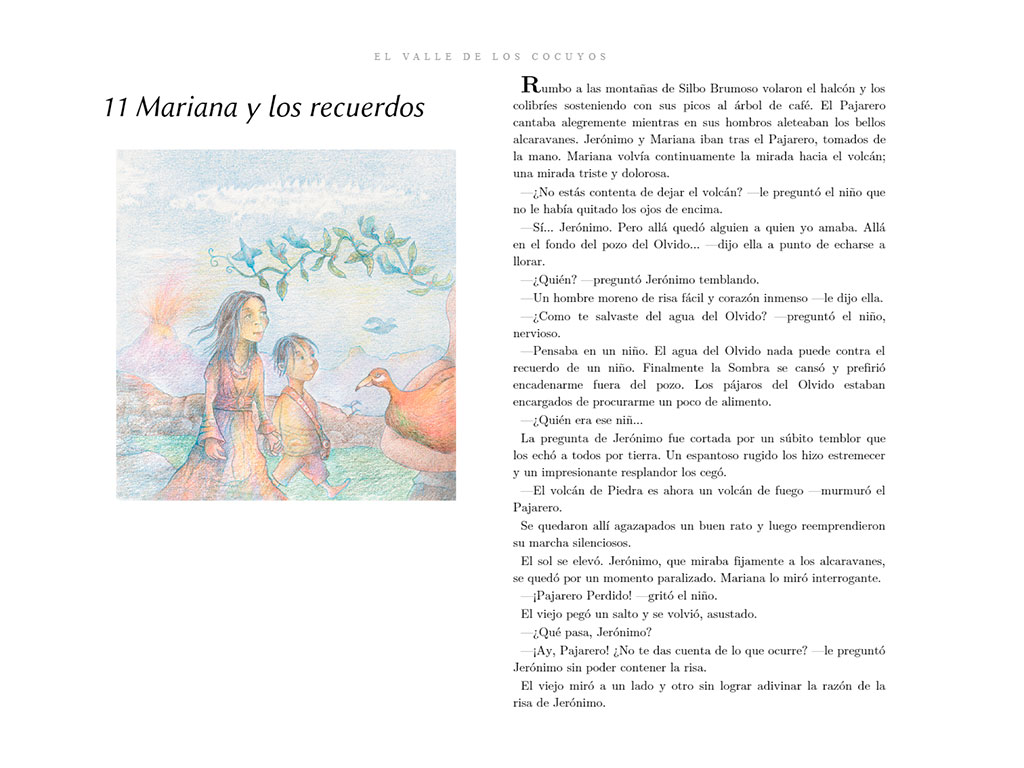 EL VALLE DE LOS COCUYOS
11 Mariana y los recuerdos
Rumbo a las montañas de Silbo Brumoso volaron el halcón y los
colibríes sosteniendo con sus picos al árbol de café. El Pajarero
cantaba alegremente mientras en sus hombros aleteaban los bellos
alcaravanes. Jerónimo y Mariana iban tras el Pajarero, tomados de
la mano. Mariana volvía continuamente la mirada hacia el volcán;
una mirada triste y dolorosa.
—¿No estás contenta de dejar el volcán? —le preguntó el niño que
no le había quitado los ojos de encima.
—Sí... Jerónimo. Pero allá quedó alguien a quien yo amaba. Allá
en el fondo del pozo del Olvido... —dijo ella a punto de echarse a
llorar.
—¿Quién? —preguntó Jerónimo temblando.
—Un hombre moreno de risa fácil y corazón inmenso —le dijo ella.
—¿Como te salvaste del agua del Olvido? —preguntó el niño,
nervioso.
—Pensaba en un niño. El agua del Olvido nada puede contra el
recuerdo de un niño. Finalmente la Sombra se cansó y prefirió
encadenarme fuera del pozo. Los pájaros del Olvido estaban
encargados de procurarme un poco de alimento.
—¿Quién era ese niñ...
La pregunta de Jerónimo fue cortada por un súbito temblor que
los echó a todos por tierra. Un espantoso rugido los hizo estremecer
y un impresionante resplandor los cegó.
—El volcán de Piedra es ahora un volcán de fuego —murmuró el
Pajarero.
Se quedaron allí agazapados un buen rato y luego reemprendieron
su marcha silenciosos.
El sol se elevó. Jerónimo, que miraba fijamente a los alcaravanes,
se quedó por un momento paralizado. Mariana lo miró interrogante.
—¡Pajarero Perdido! —gritó el niño.
El viejo pegó un salto y se volvió, asustado.
—¿Qué pasa, Jerónimo?
—¡Ay, Pajarero! ¿No te das cuenta de lo que ocurre? —le preguntó
Jerónimo sin poder contener la risa.
El viejo miró a un lado y otro sin lograr adivinar la razón de la
risa de Jerónimo.